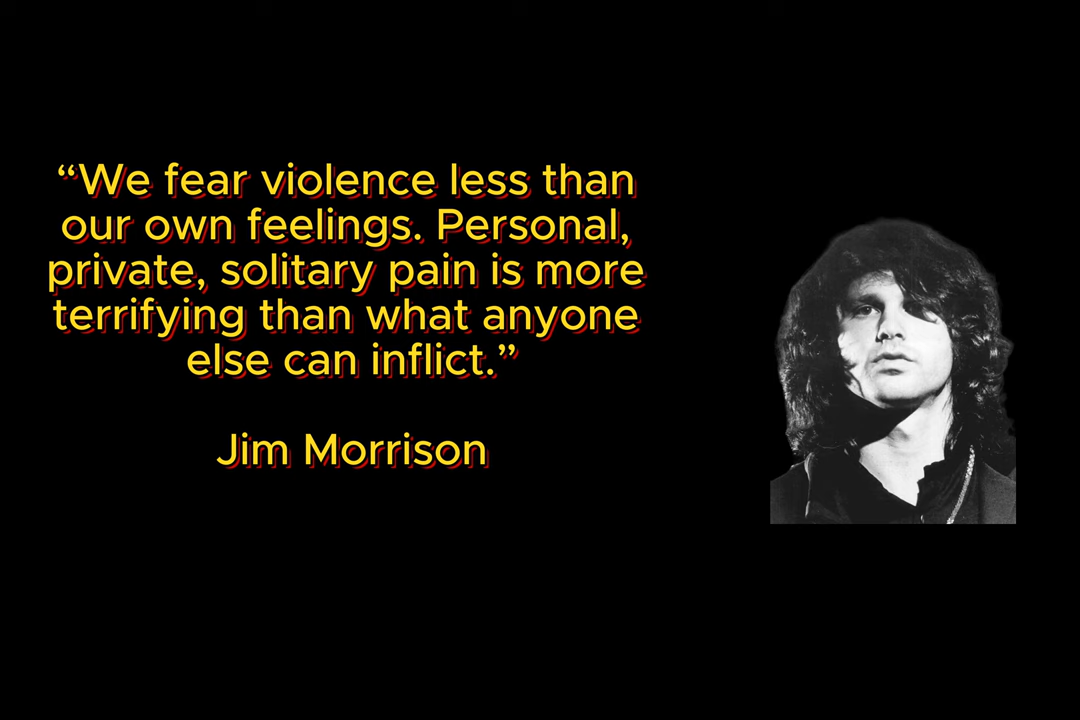 “We fear violence less than
our own feelings. Personal,
private, solitary pain is more
terrifying than what anyone
else can inflict.”
Jim Morrison